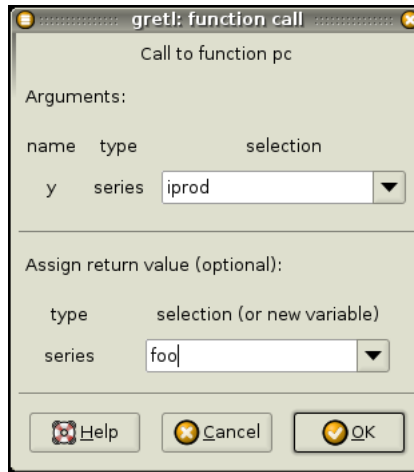 gretl: function call
Call to function pc
Arguments:
name type selection
y series iprod
Assign return value (optional):
type selection (or new variable)
series foo
Help Cancel OK